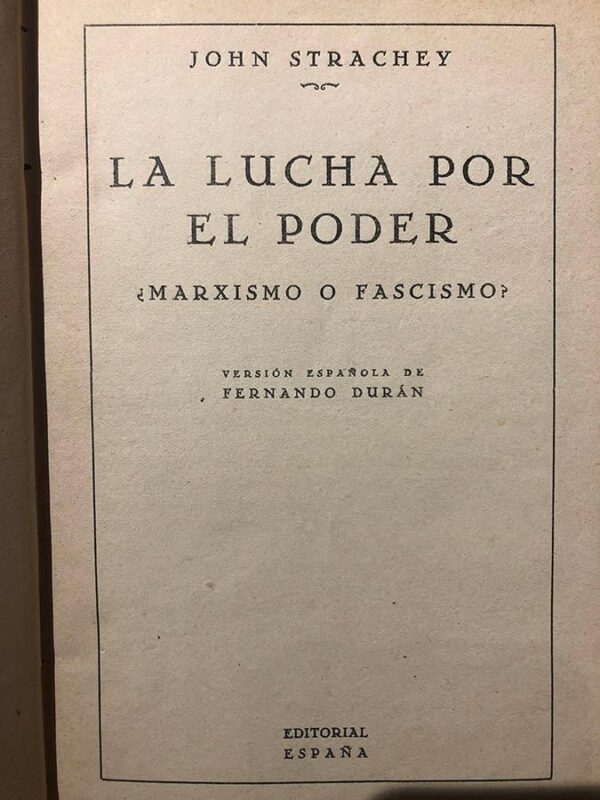 JOHN STRACHEY
LA LUCHA POR
EL PODER
¿MARXISMO O FASCISMO?
VERSIÓN ESPAÑOLA DE
FERNANDO DURÁN
EDITORIAL
ESPAÑA